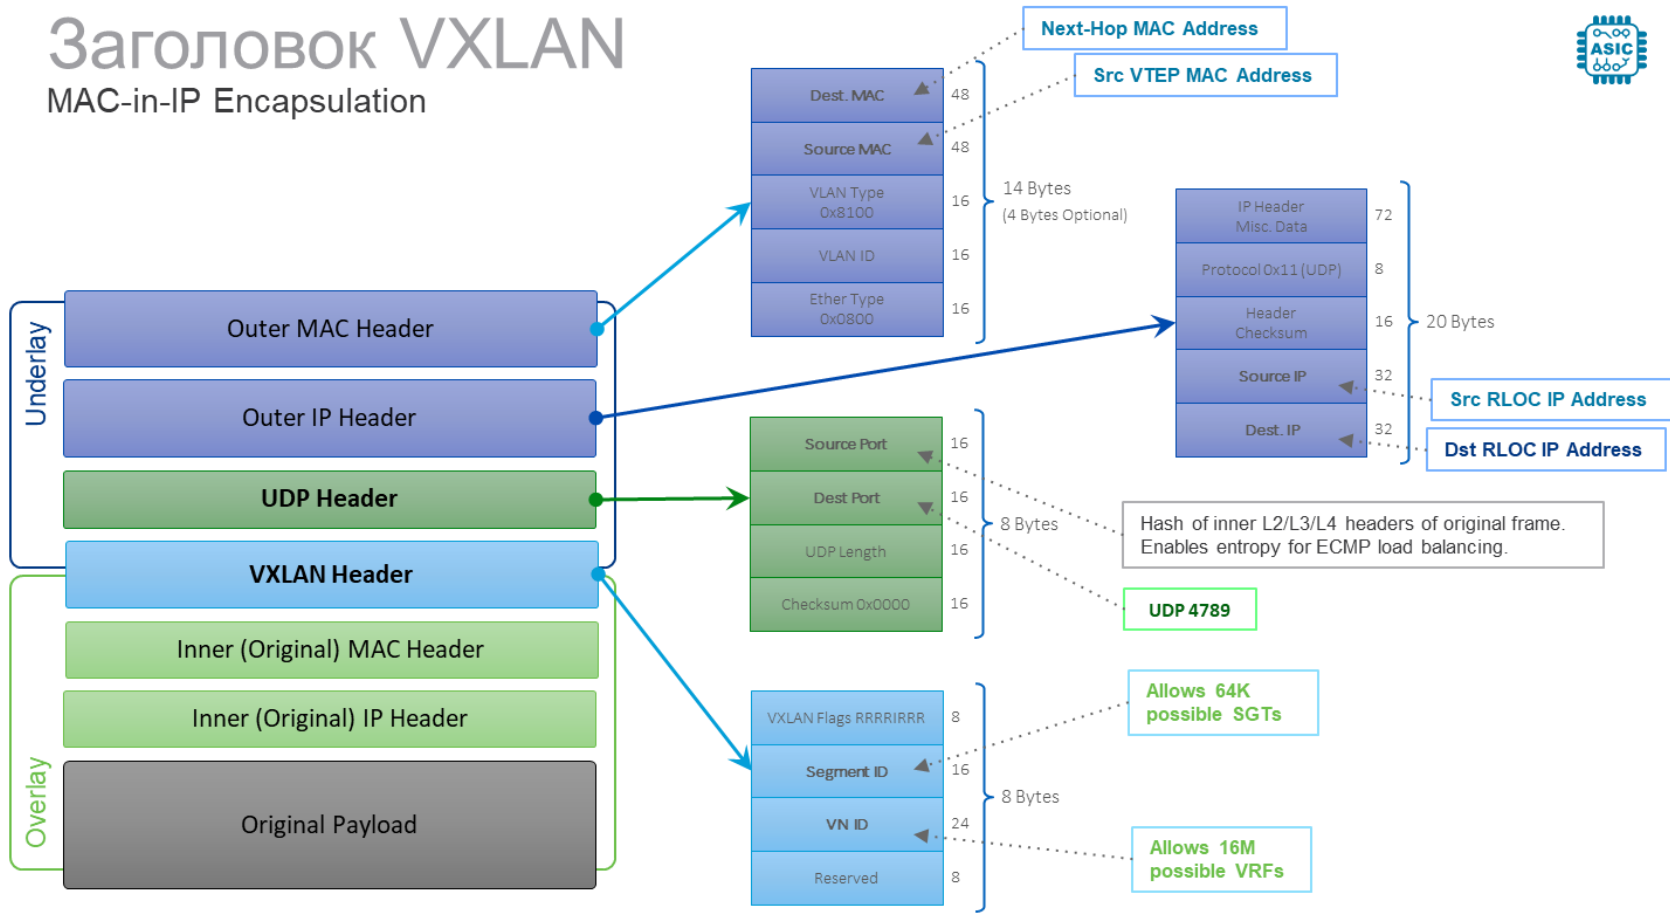 Заголовок VXLAN
MAC-in-IP Encapsulation
ASIC
Next-Hop MAC Address
Src VTEP MAC Address
Dest. MAC
48
Source MAC
48
VLAN Type
0x8100
16
VLAN ID
16
Ether Type
0x0800
16
14 Bytes
(4 Bytes Optional)
IP Header
Misc. Data
72
Protocol 0x11 (UDP)
8
Header
Checksum
16
Source IP
32
Dest. IP
32
20 Bytes
Src RLOC IP Address
Dst RLOC IP Address
Underlay
Outer MAC Header
Outer IP Header
UDP Header
VXLAN Header
Overlay
Inner (Original) MAC Header
Inner (Original) IP Header
Original Payload
Source Port
16
Dest Port
16
UDP Length
16
Checksum 0x0000
16
8 Bytes
Hash of inner L2/L3/L4 headers of original frame.
Enables entropy for ECMP load balancing.
UDP 4789
VXLAN Flags RRRRIRRR
8
Segment ID
16
VN ID
24
Reserved
8
8 Bytes
Allows 64K
possible SGTs
Allows 16M
possible VRFs